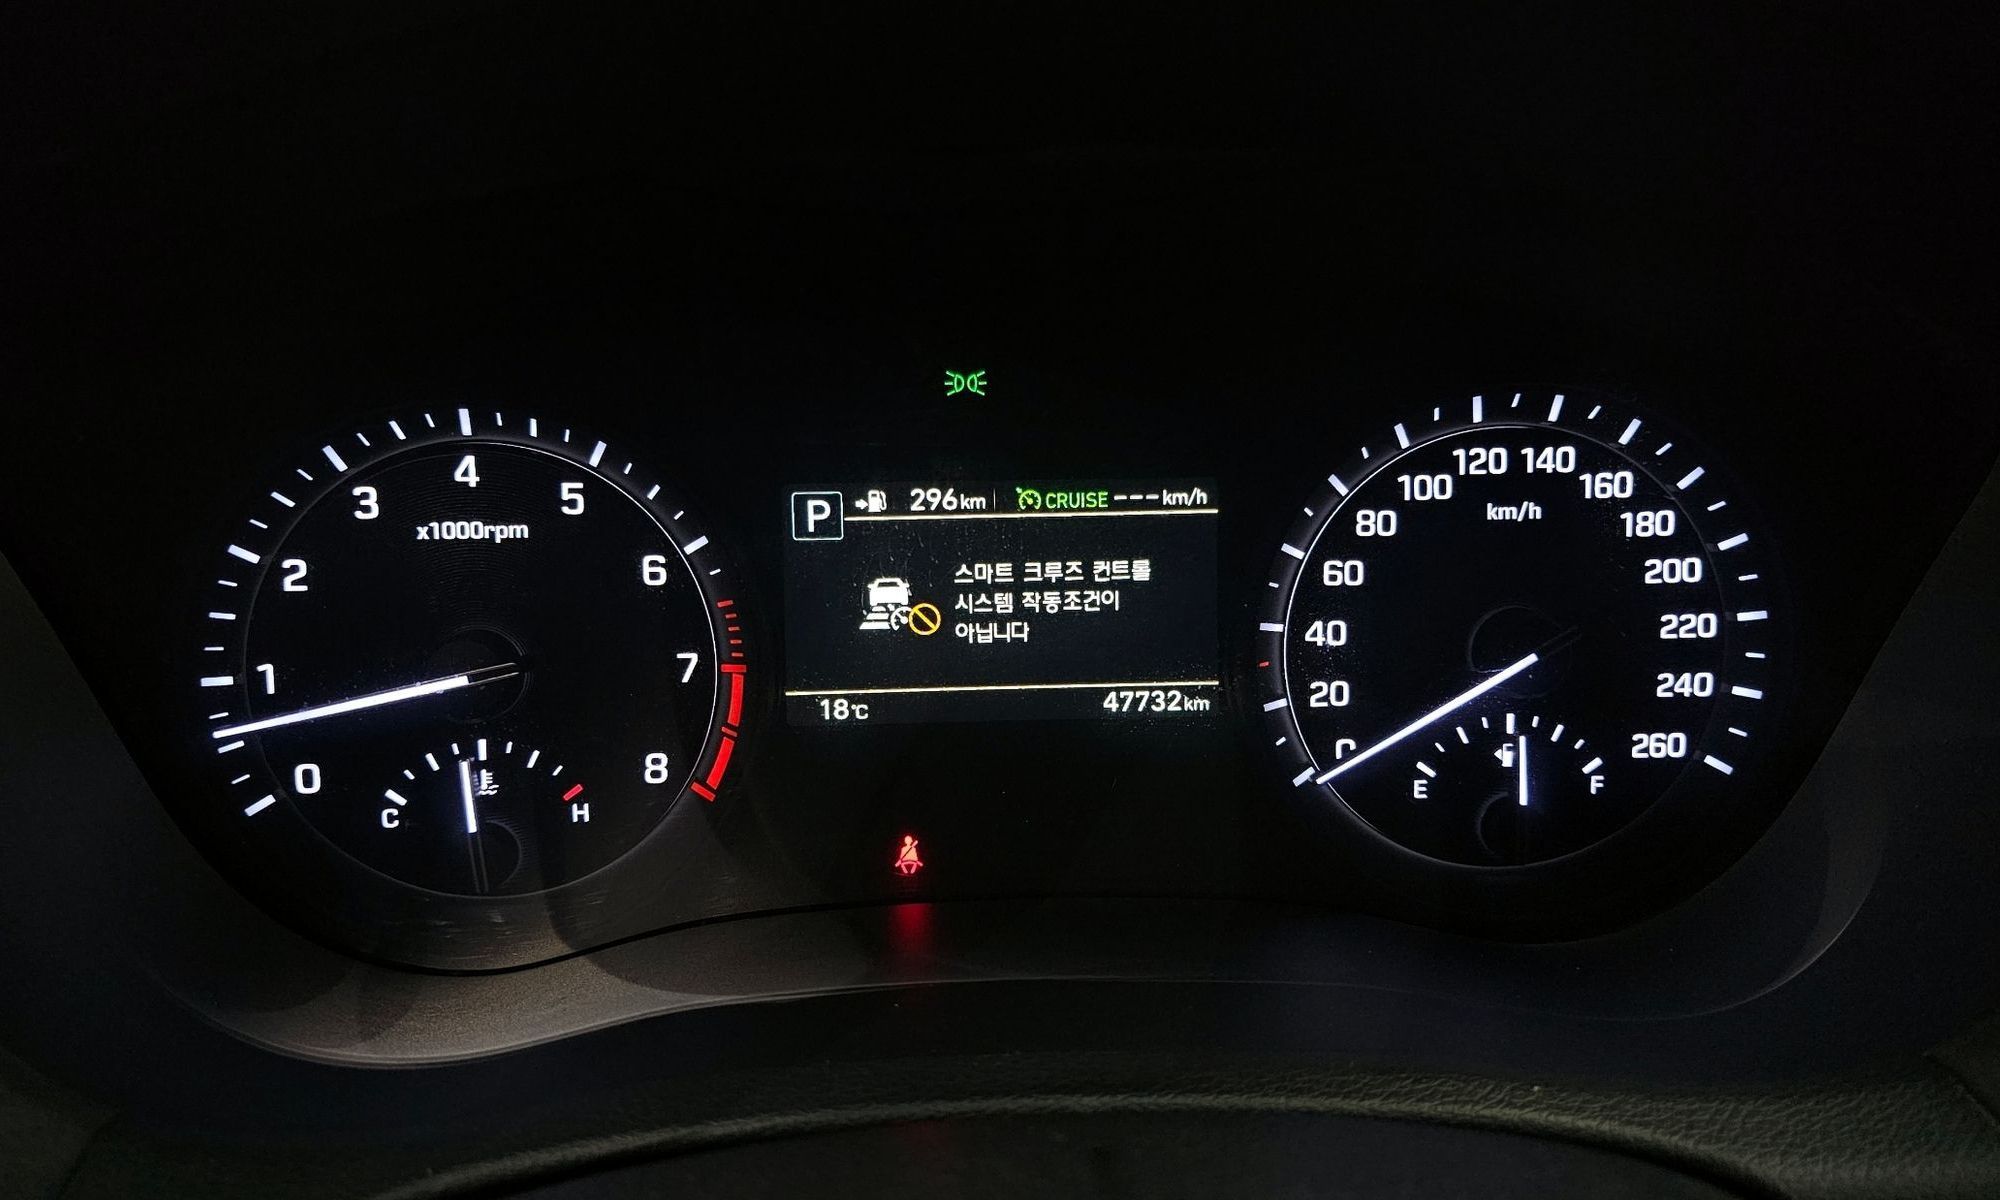 P 296km CRUISE ---km/h
스마트 크루즈 컨트롤
시스템 작동조건이
아닙니다
18°C 47732km
0 1 2 3 4 5 6 7 8
x1000rpm
C H
0 20 40 60 80 100 120 140 160 180 200 220 240 260
km/h
E F